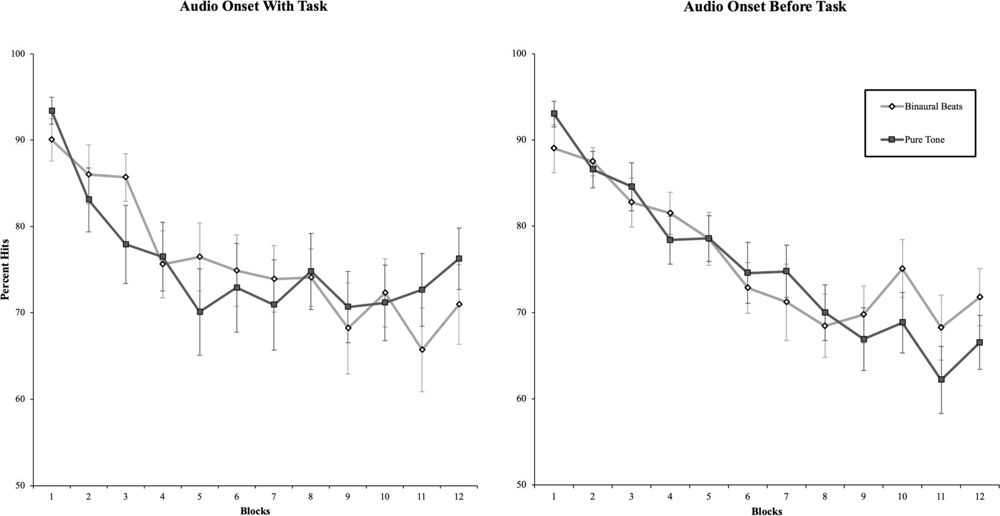 Audio Onset With Task
Audio Onset Before Task
Percent Hits
100
90
80
70
60
50
1 2 3 4 5 6 7 8 9 10 11 12
Blocks
100
90
80
70
60
50
Binaural Beats
Pure Tone
1 2 3 4 5 6 7 8 9 10 11 12
Blocks